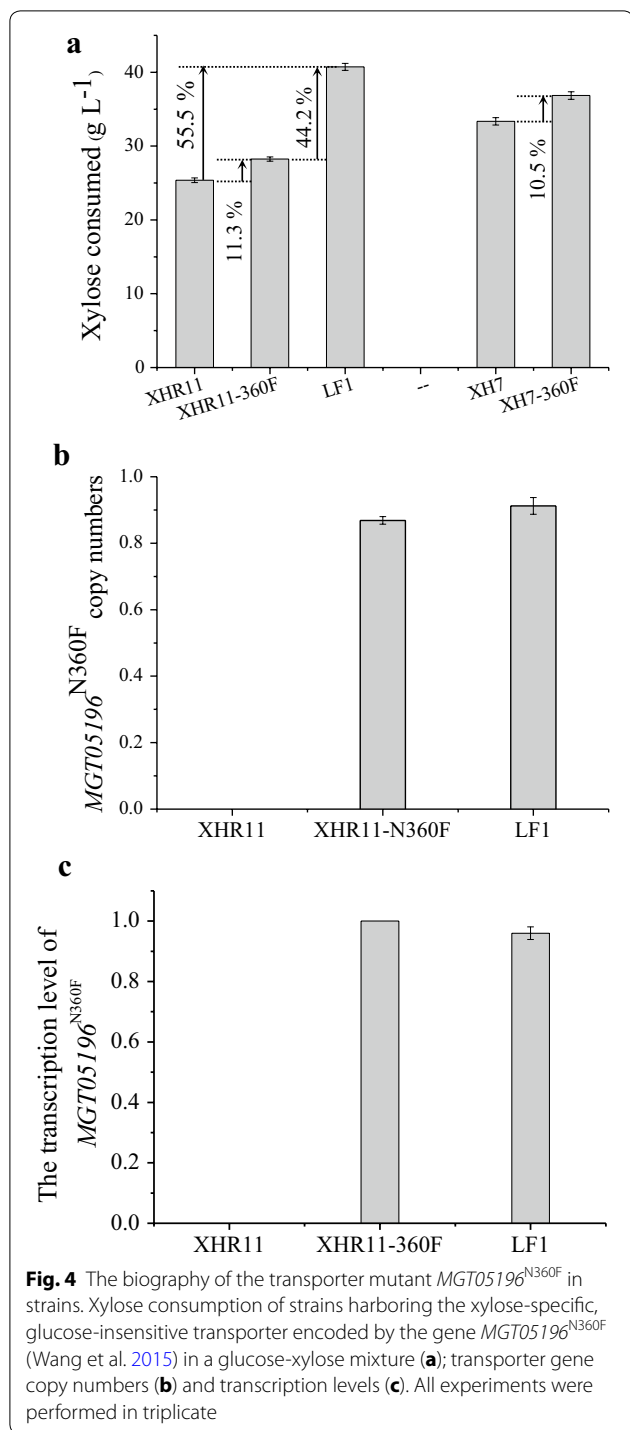 a
Xylose consumed (g L-1)
40
30
20
10
0
55.5 %
11.3 %
44.2 %
10.5 %
XHR11
XHR11-360F
LF1
--
XH7
XH7-360F
b
MGT05196N360F
copy numbers
1.0
0.8
0.6
0.4
0.2
0.0
XHR11
XHR11-N360F
LF1
c
The transcription level of
MGT05196N360F
1.0
0.8
0.6
0.4
0.2
0.0
XHR11
XHR11-360F
LF1
Fig. 4 The biography of the transporter mutant MGT05196N360F in
strains. Xylose consumption of strains harboring the xylose-specific,
glucose-insensitive transporter encoded by the gene MGT05196N360F
(Wang et al. 2015) in a glucose-xylose mixture (a); transporter gene
copy numbers (b) and transcription levels (c). All experiments were
performed in triplicate